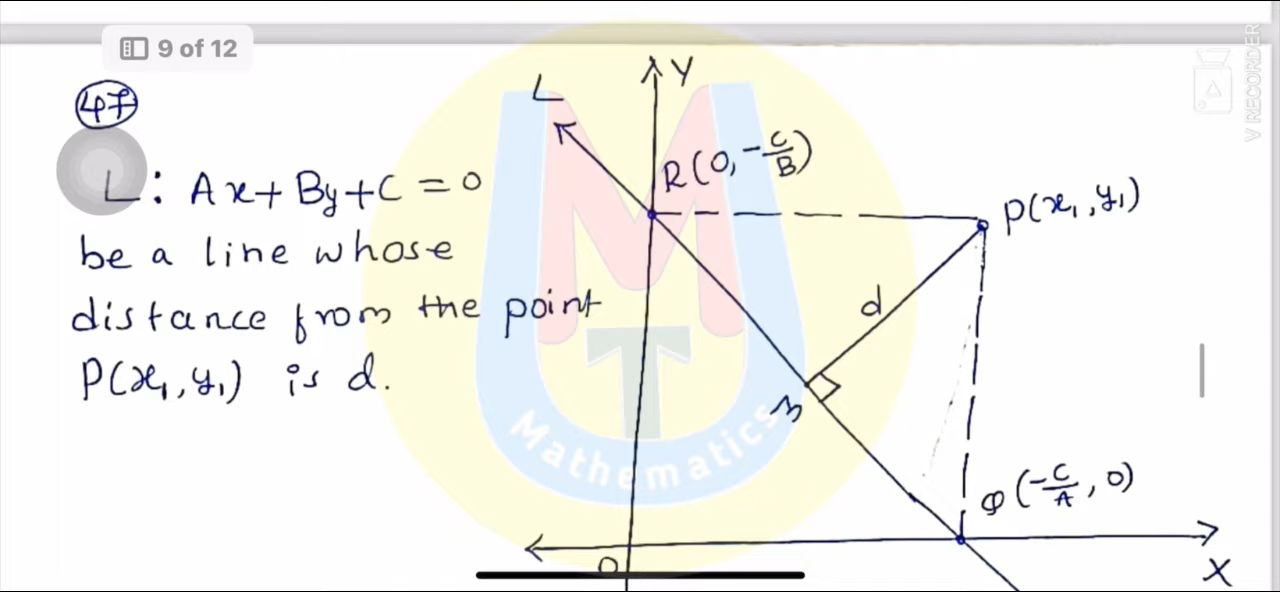 9 of 12
47
L: Ax + By + C = 0
be a line whose
distance from the point
P(x₁, y₁) is d.
L
Y
R(0, -C/B)
P(x₁, y₁)
d
M
Q(-C/A, 0)
O
X
Mathematics
V RECORDER